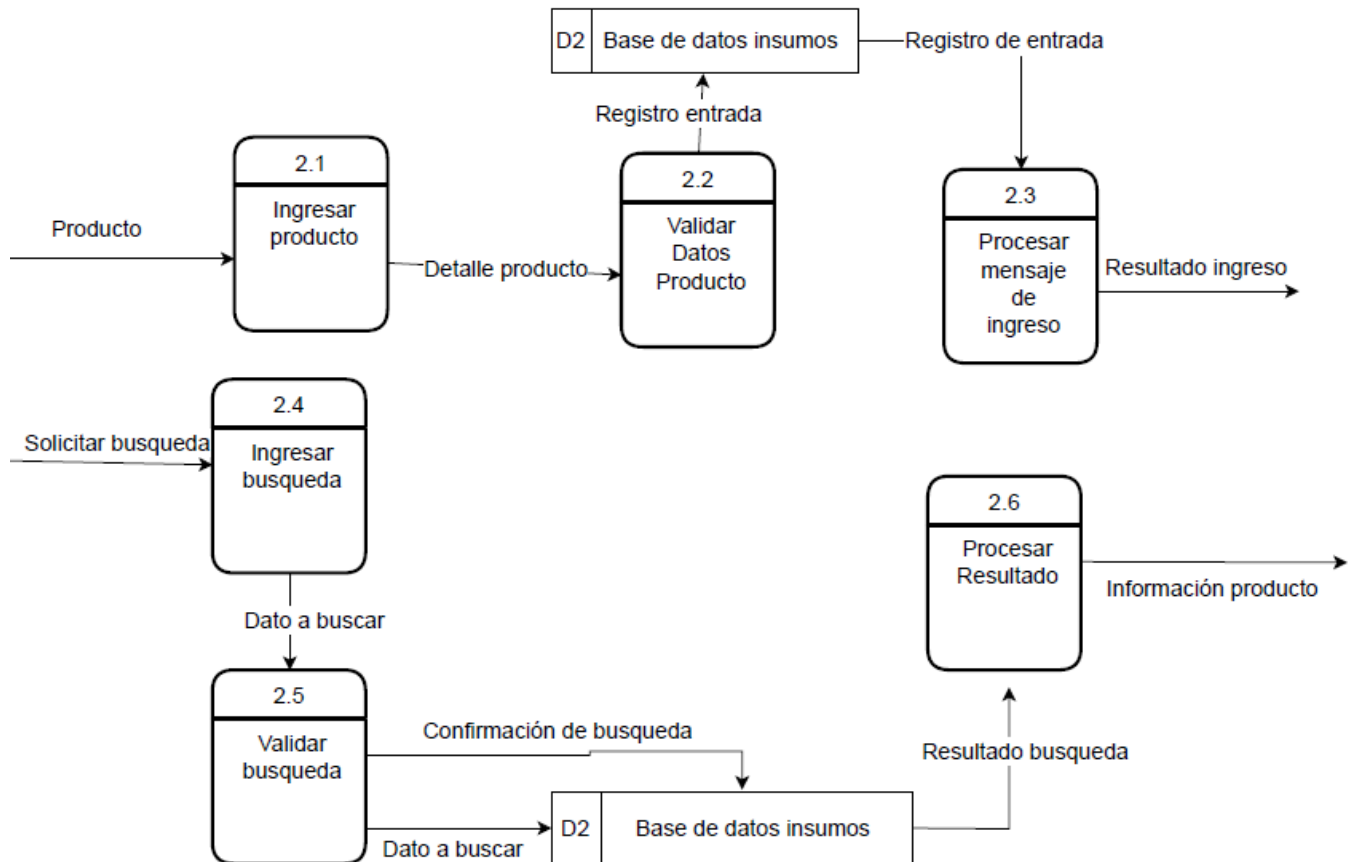 D2 Base de datos insumos
Registro de entrada
Registro entrada
2.1
Ingresar
producto
2.2
Validar
Datos
Producto
2.3
Procesar
mensaje
de
ingreso
Producto
Detalle producto
Resultado ingreso
2.4
Ingresar
busqueda
Solicitar busqueda
2.6
Procesar
Resultado
Información producto
Dato a buscar
2.5
Validar
busqueda
Confirmación de busqueda
Resultado busqueda
D2 Base de datos insumos
Dato a buscar